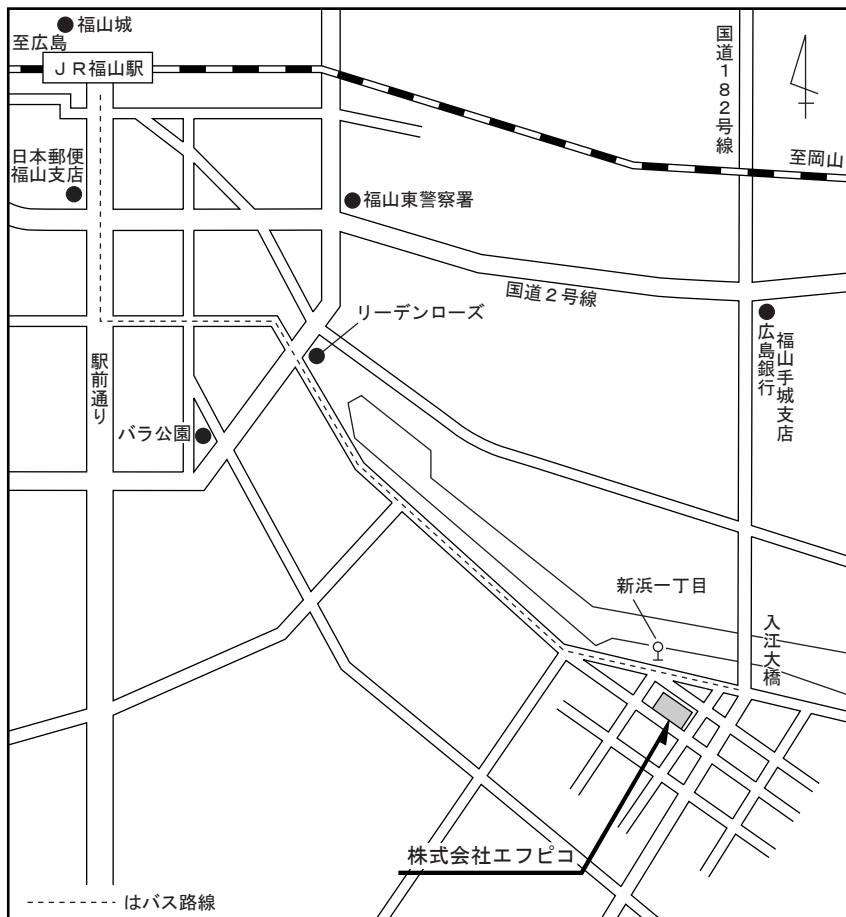 福山城
至広島
ＪＲ福山駅
国道１８２号線
至岡山
日本郵便
福山支店
福山東警察署
国道２号線
リーデンローズ
福山手城支店
広島銀行
駅前通り
バラ公園
新浜一丁目
入江大橋
株式会社エフピコ
はバス路線